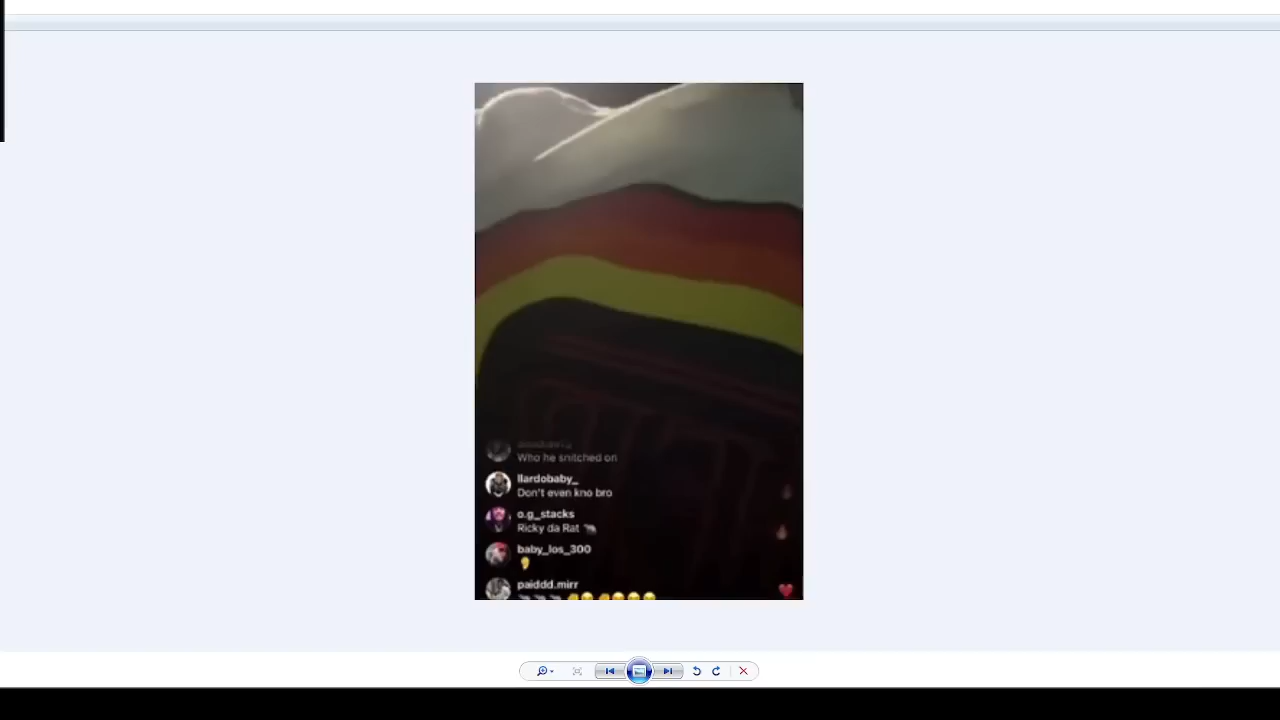 Who he snitched on
llardobaby_
Don't even kno bro
o.g_stacks
Ricky da Rat 🐀
baby_los_300
👂
paiddd.mirr